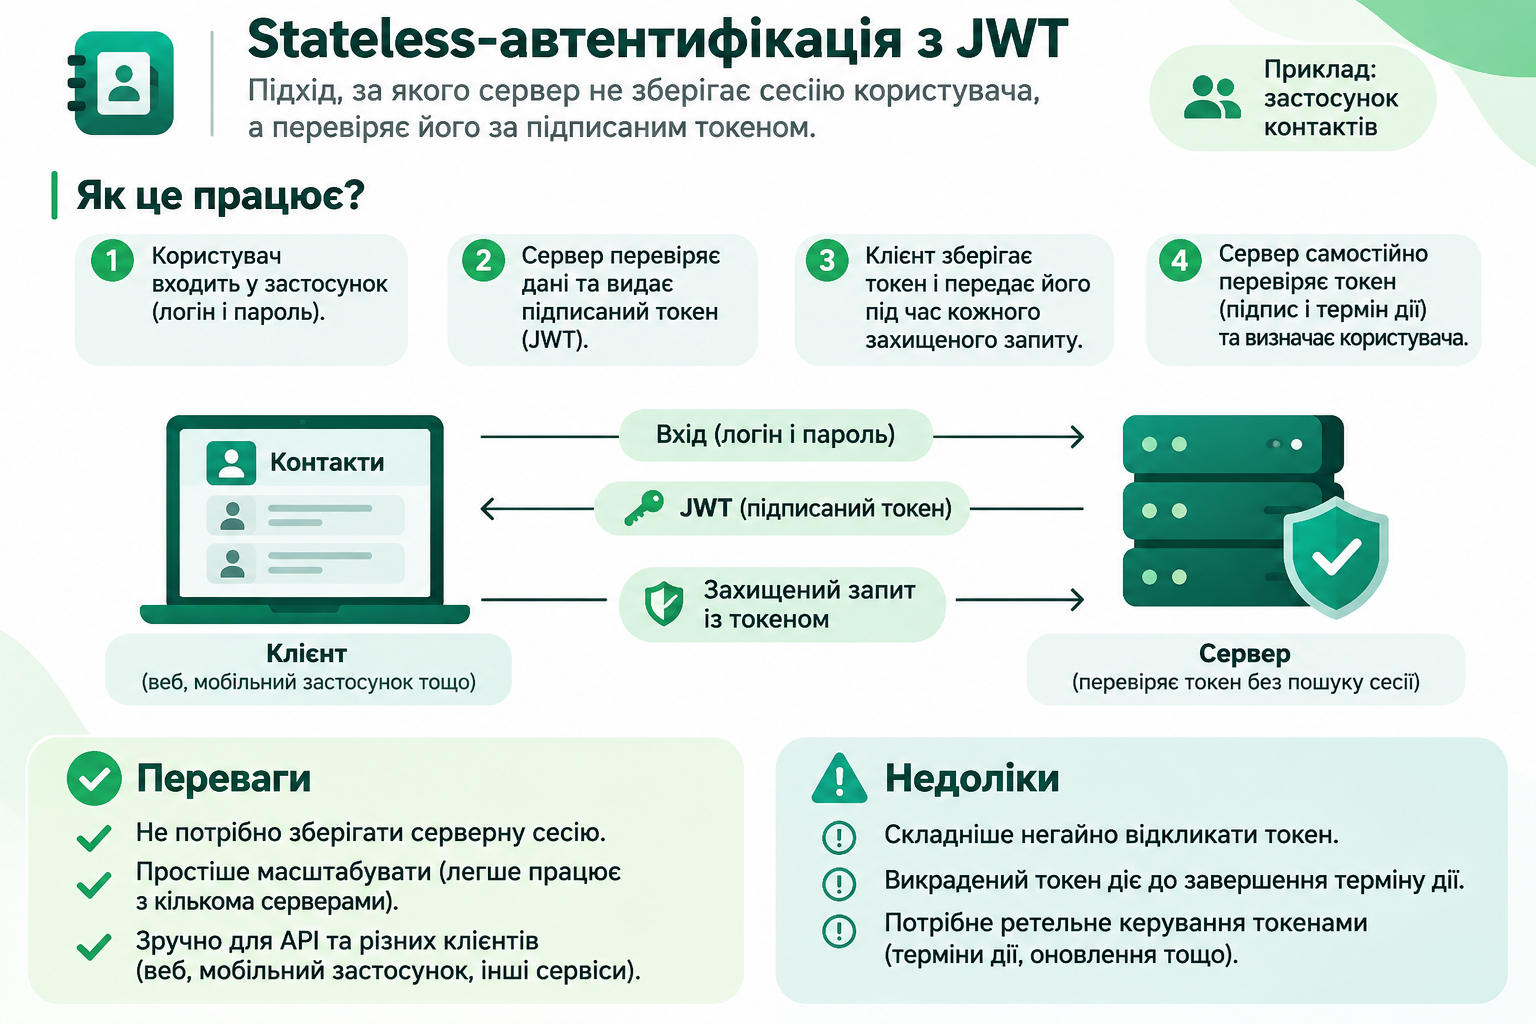 Stateless-автентифікація з JWT
Підхід, за якого сервер не зберігає сесію користувача,
а перевіряє його за підписаним токеном.
Приклад:
застосунок
контактів
Як це працює?
1
Користувач
входить у застосунок
(логін і пароль).
2
Сервер перевіряє
дані та видає
підписаний токен
(JWT).
3
Клієнт зберігає
токен і передає його
під час кожного
захищеного запиту.
4
Сервер самостійно
перевіряє токен
(підпис і термін дії)
та визначає користувача.
Контакти
Вхід (логін і пароль)
JWT (підписаний токен)
Захищений запит
із токеном
Клієнт
(веб, мобільний застосунок тощо)
Сервер
(перевіряє токен без пошуку сесії)
Переваги
Не потрібно зберігати серверну сесію.
Простіше масштабувати (легше працює
з кількома серверами).
Зручно для API та різних клієнтів
(веб, мобільний застосунок, інші сервіси).
Недоліки
Складніше негайно відкликати токен.
Викрадений токен діє до завершення терміну дії.
Потрібне ретельне керування токенами
(терміни дії, оновлення тощо).